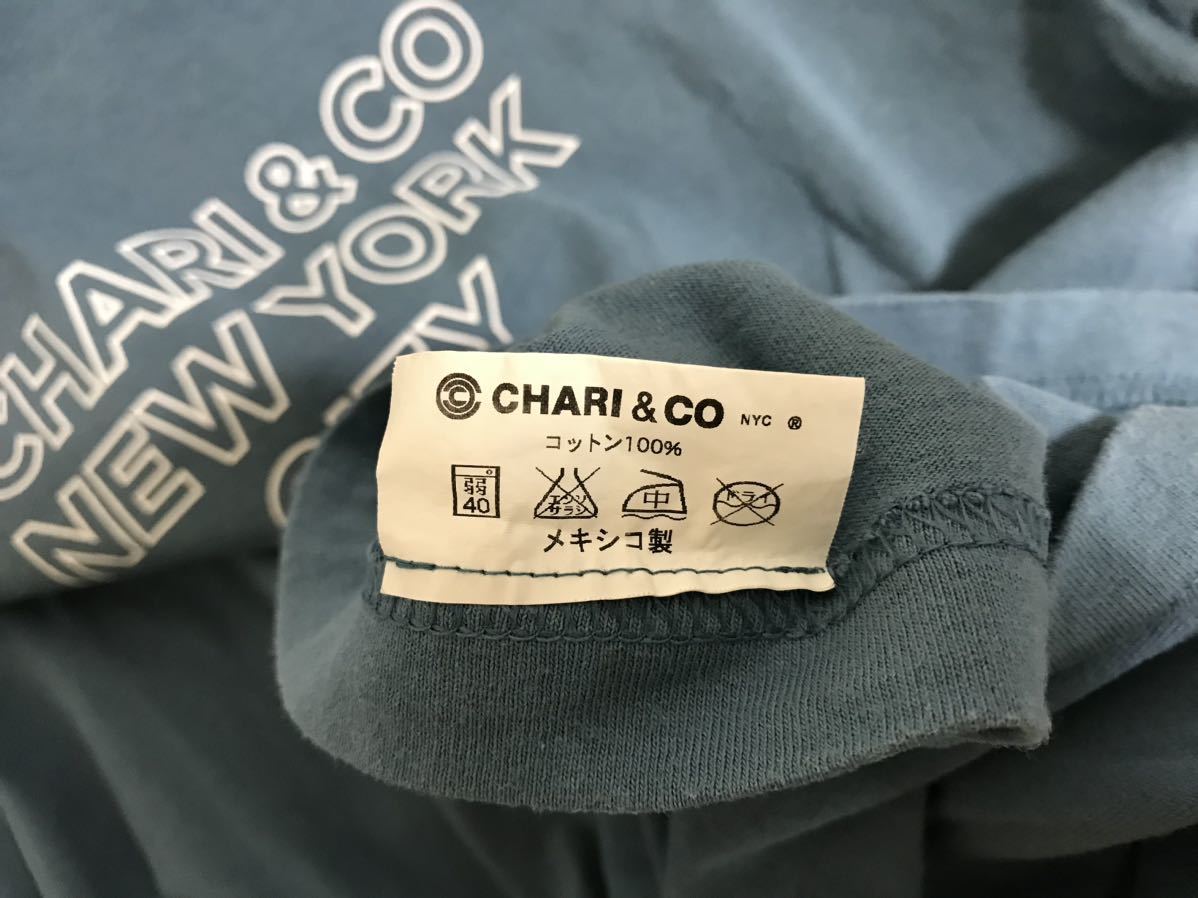 CHARI & CO
NEW YORK
CITY
© CHARI & CO NYC ®
コットン100%
弱 40 エンソ サラシ 中 ドライ
メキシコ製